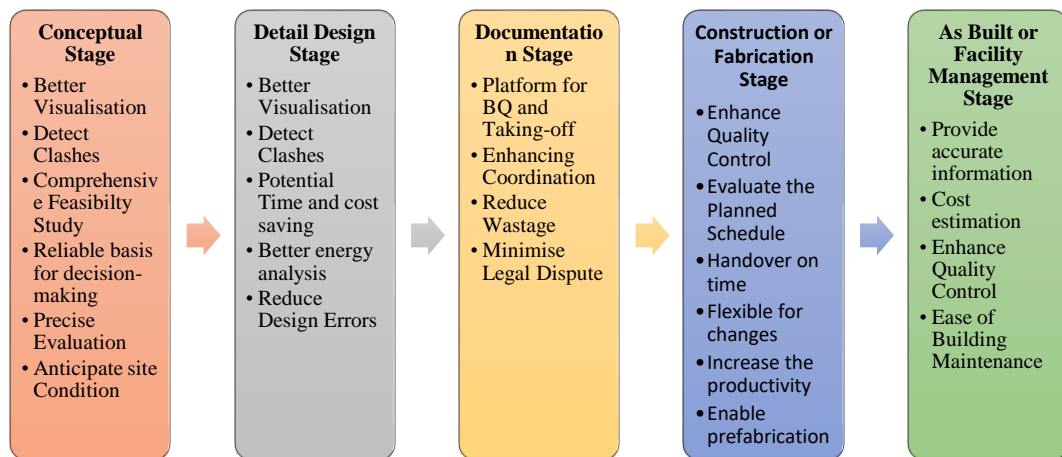 Conceptual
Stage
• Better
Visualisation
• Detect
Clashes
• Comprehensiv
e Feasibilty
Study
• Reliable basis
for decision-
making
• Precise
Evaluation
• Anticipate site
Condition
Detail Design
Stage
• Better
Visualisation
• Detect
Clashes
• Potential
Time and cost
saving
• Better energy
analysis
• Reduce
Design Errors
Documentatio
n Stage
• Platform for
BQ and
Taking-off
• Enhancing
Coordination
• Reduce
Wastage
• Minimise
Legal Dispute
Construction or
Fabrication
Stage
• Enhance
Quality
Control
• Evaluate the
Planned
Schedule
• Handover on
time
• Flexible for
changes
• Increase the
productivity
• Enable
prefabrication
As Built or
Facility
Management
Stage
• Provide
accurate
information
• Cost
estimation
• Enhance
Quality
Control
• Ease of
Building
Maintenance